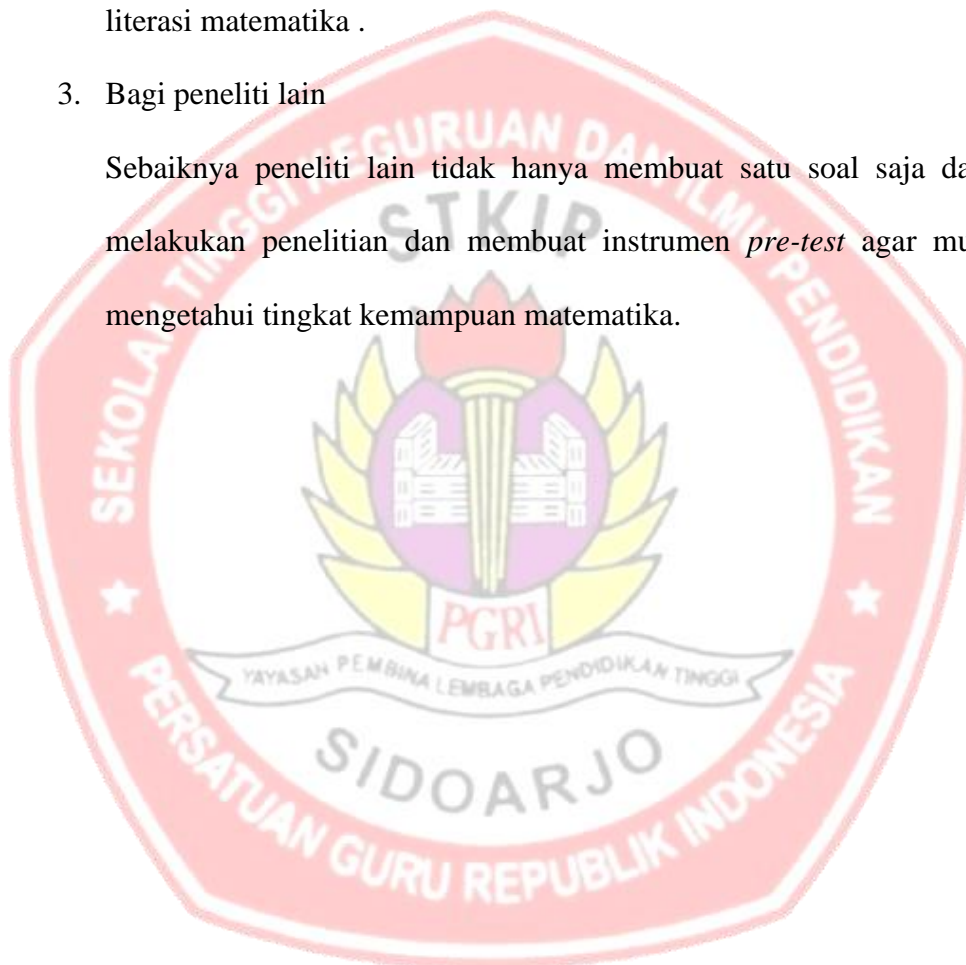 literasi matematika .
3. Bagi peneliti lain
Sebaiknya peneliti lain tidak hanya membuat satu soal saja da
melakukan penelitian dan membuat instrumen pre-test agar mu
mengetahui tingkat kemampuan matematika.
SEKOLAH TINGGI KEGURUAN DAN ILMU PENDIDIKAN
STKIP
PGRI
YAYASAN PEMBINA LEMBAGA PENDIDIKAN TINGGI
SIDOARJO
PERSATUAN GURU REPUBLIK INDONESIA